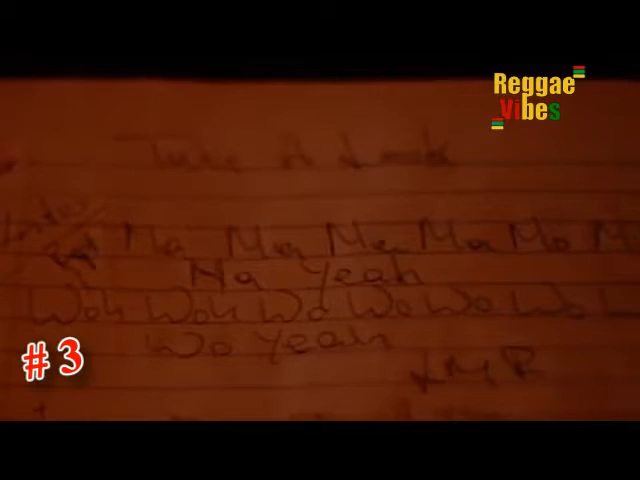 Reggae
Vibes
Take A Look
Ma Ma Ma Ma Ma
Ma Yeah
Woh Woh Wo Wo Wo Wo
Wo Yeah
# 3